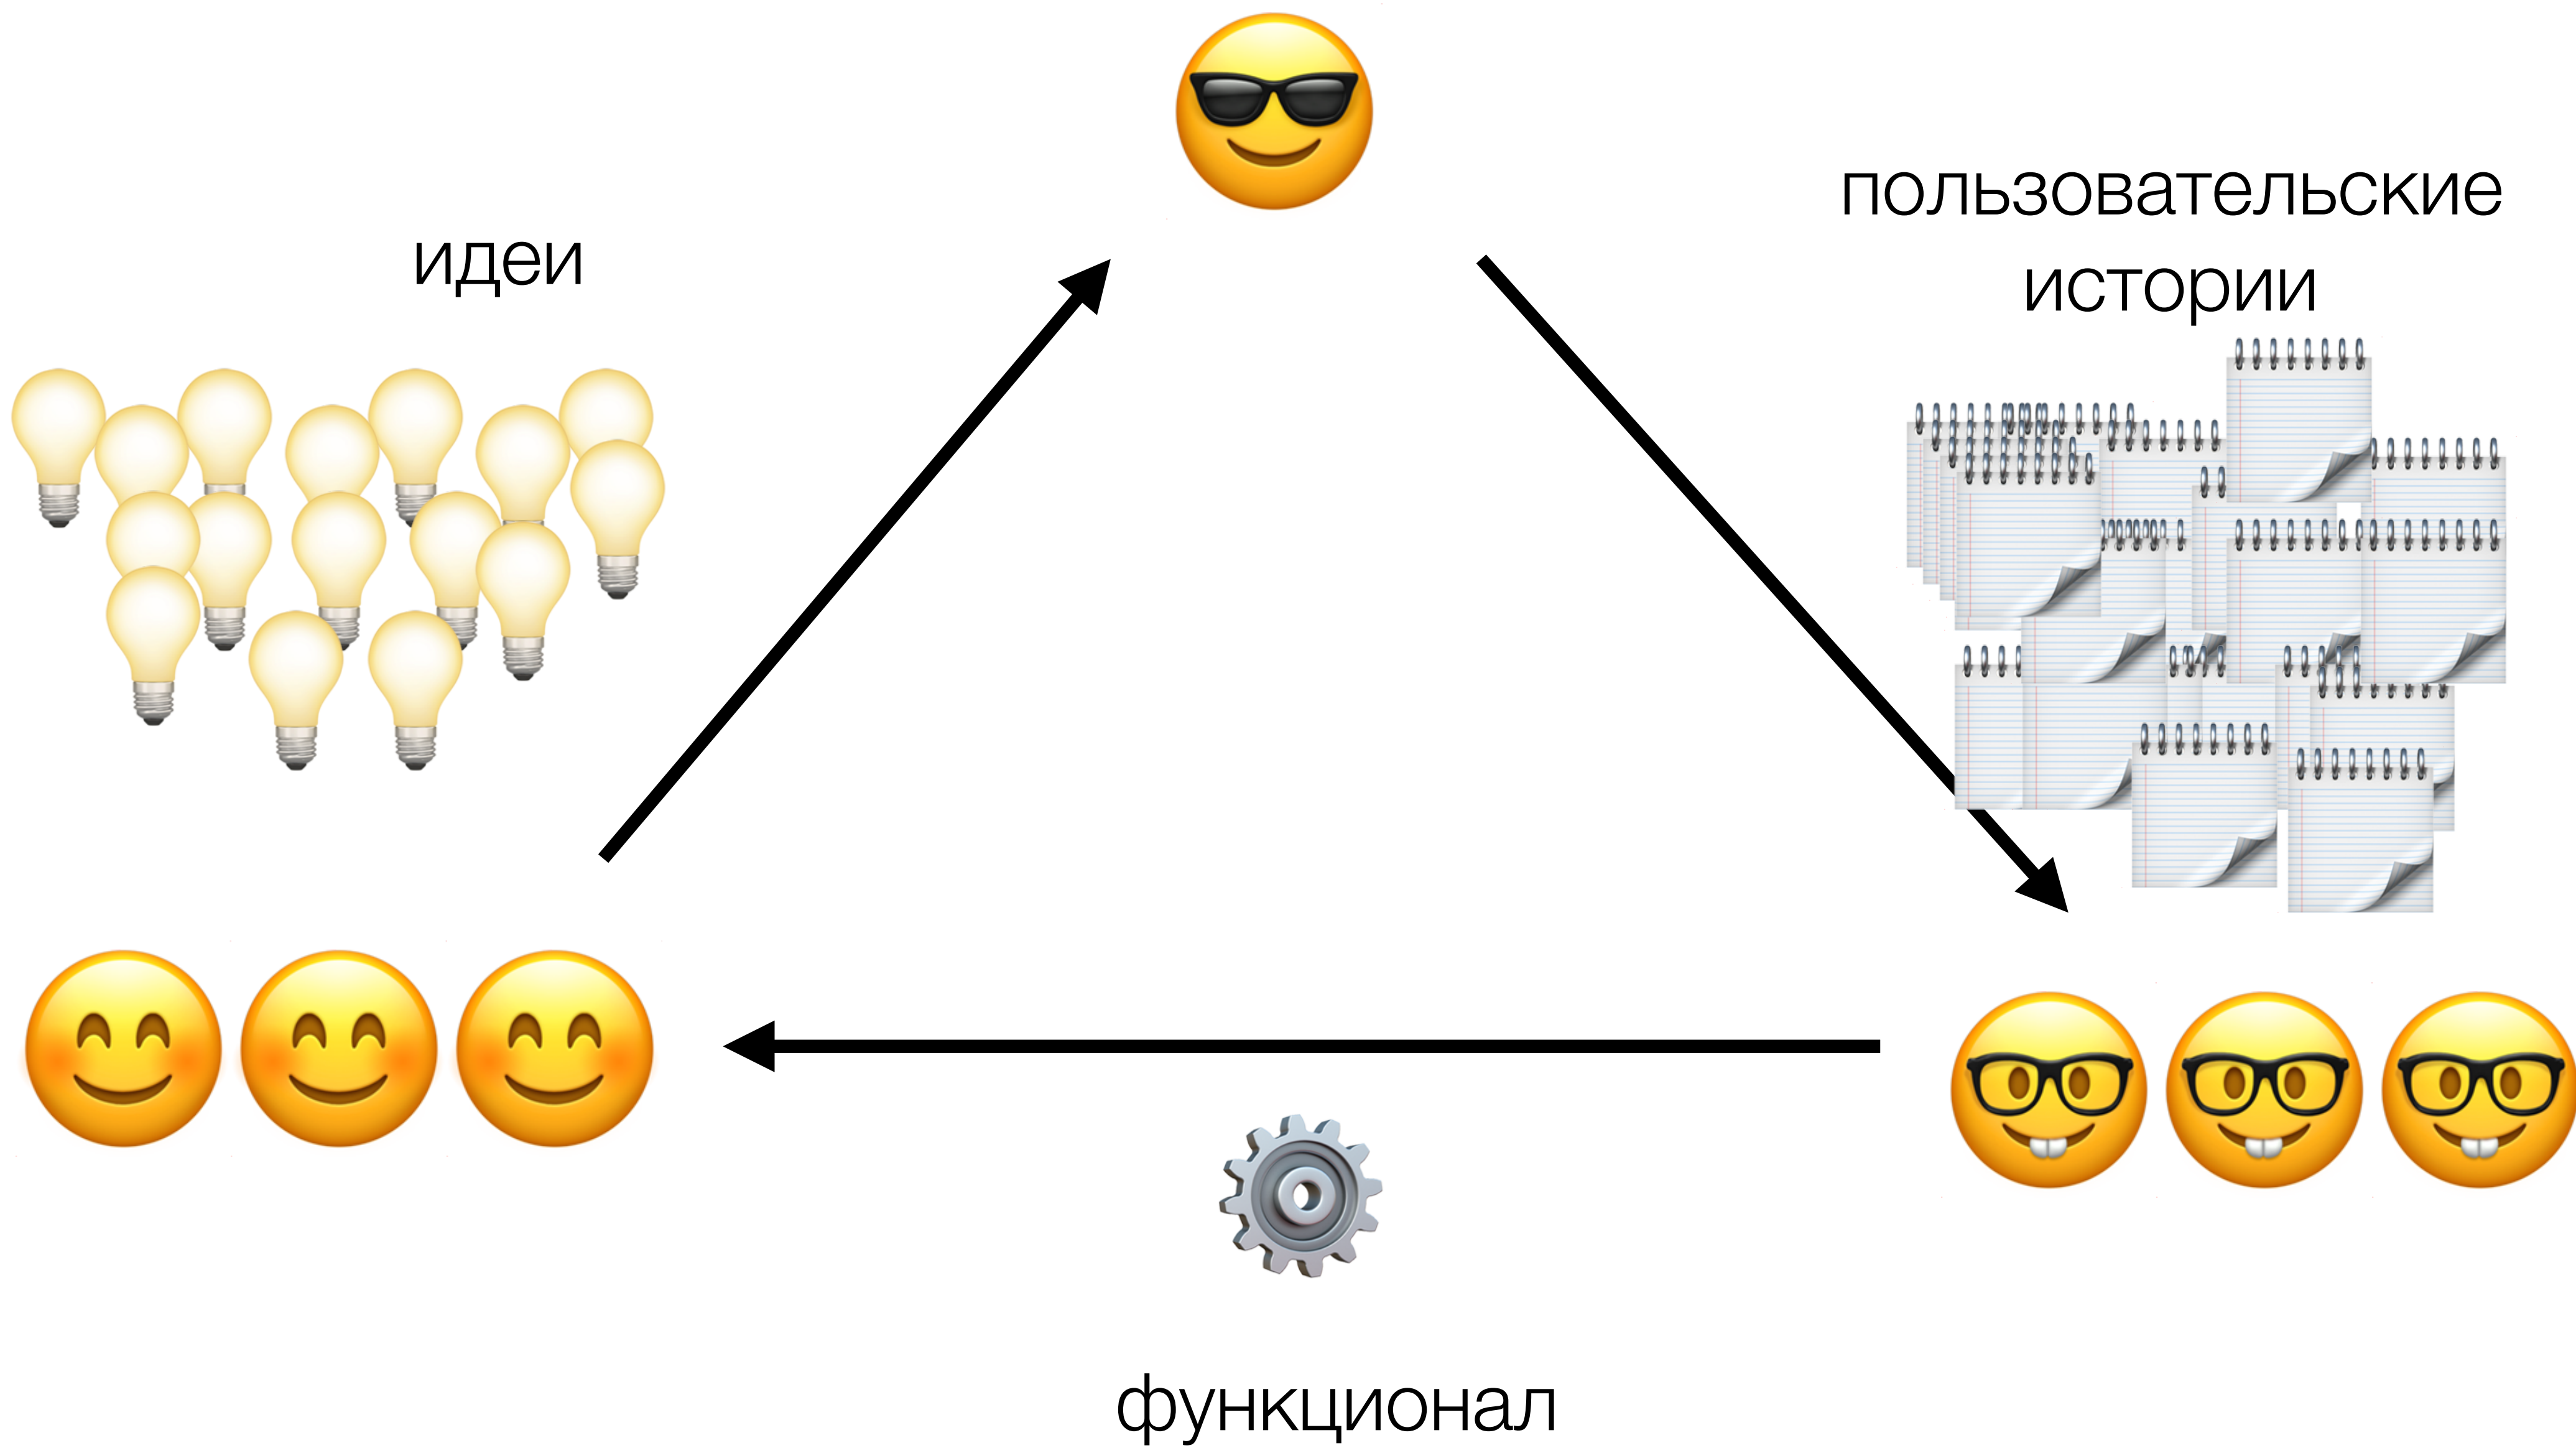 идеи
пользовательские
истории
функционал